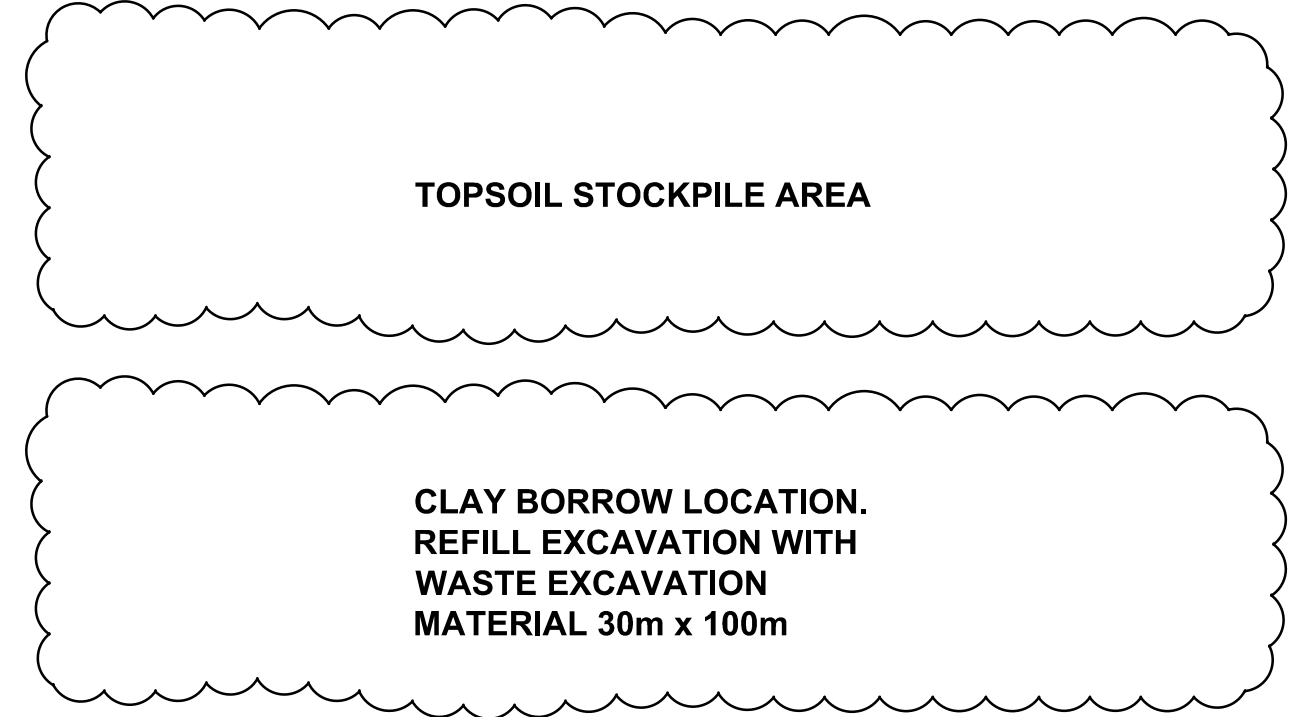 TOPSOIL STOCKPILE AREA
CLAY BORROW LOCATION.
REFILL EXCAVATION WITH
WASTE EXCAVATION
MATERIAL 30m x 100m